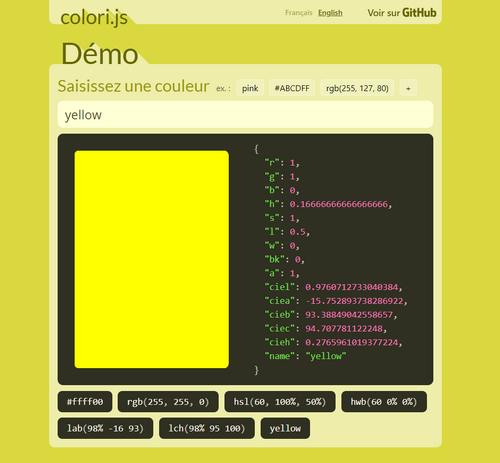 colori.js
Français English Voir sur GitHub
Démo
Saisissez une couleur ex. : pink #ABCDFF rgb(255, 127, 80) +
yellow
{
"r": 1,
"g": 1,
"b": 0,
"h": 0.16666666666666666,
"s": 1,
"l": 0.5,
"w": 0,
"bk": 0,
"a": 1,
"ciel": 0.9760712733040384,
"ciea": -15.752893738286922,
"cieb": 93.38849042558657,
"ciec": 94.707781122248,
"cieh": 0.2765961019377224,
"name": "yellow"
}
#ffff00 rgb(255, 255, 0) hsl(60, 100%, 50%) hwb(60 0% 0%)
lab(98% -16 93) lch(98% 95 100) yellow